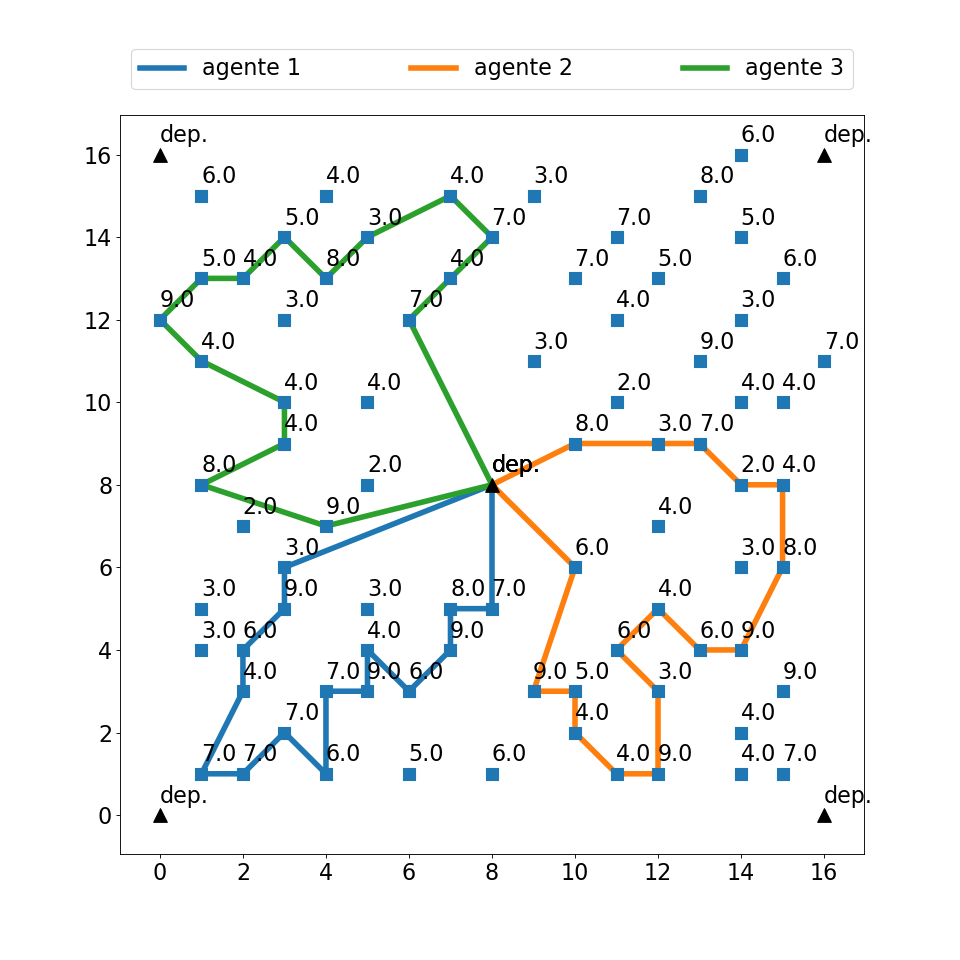 agente 1 agente 2 agente 3
dep. 6.0 dep.
16
6.0 4.0 4.0 3.0 8.0
5.0 3.0 7.0 7.0 5.0
14
5.0 4.0 8.0 4.0 7.0 5.0 6.0
9.0 3.0 7.0 4.0 3.0
12
4.0 3.0 9.0 7.0
4.0 4.0 2.0 4.0 4.0
10
4.0 8.0 3.0 7.0
8.0 2.0 dep. 2.0 4.0
8
2.0 9.0 4.0
3.0 6.0 3.0 8.0
6
3.0 9.0 3.0 8.0 7.0 4.0
3.0 6.0 4.0 9.0 6.0 6.0 9.0
4
4.0 7.0 9.0 6.0 9.0 5.0 3.0 9.0
7.0 4.0 4.0
2
7.0 7.0 6.0 5.0 6.0 4.0 9.0 4.0 7.0
dep. dep.
0
0 2 4 6 8 10 12 14 16